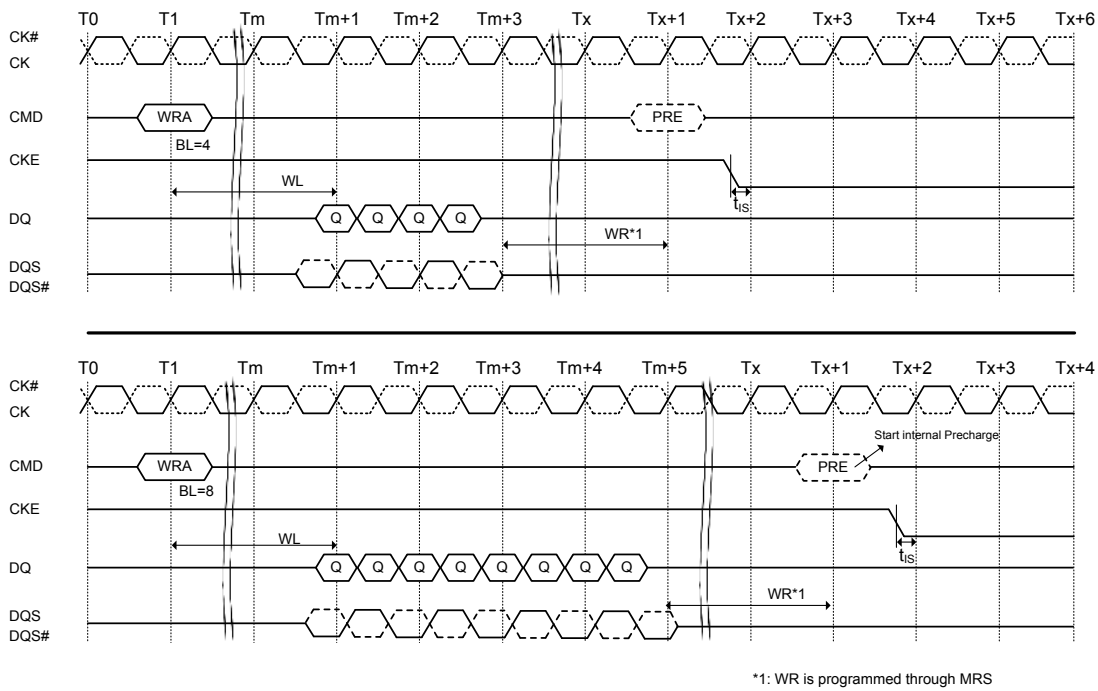 T0 T1 Tm Tm+1 Tm+2 Tm+3 Tx Tx+1 Tx+2 Tx+3 Tx+4 Tx+5 Tx+6
CK#
CK
CMD WRA PRE
BL=4
CKE
WL
tIS
DQ Q Q Q Q
WR*1
DQS
DQS#
T0 T1 Tm Tm+1 Tm+2 Tm+3 Tm+4 Tm+5 Tx Tx+1 Tx+2 Tx+3 Tx+4
CK#
CK
Start internal Precharge
CMD WRA PRE
BL=8
CKE
WL
tIS
DQ Q Q Q Q Q Q Q Q
WR*1
DQS
DQS#
*1: WR is programmed through MRS